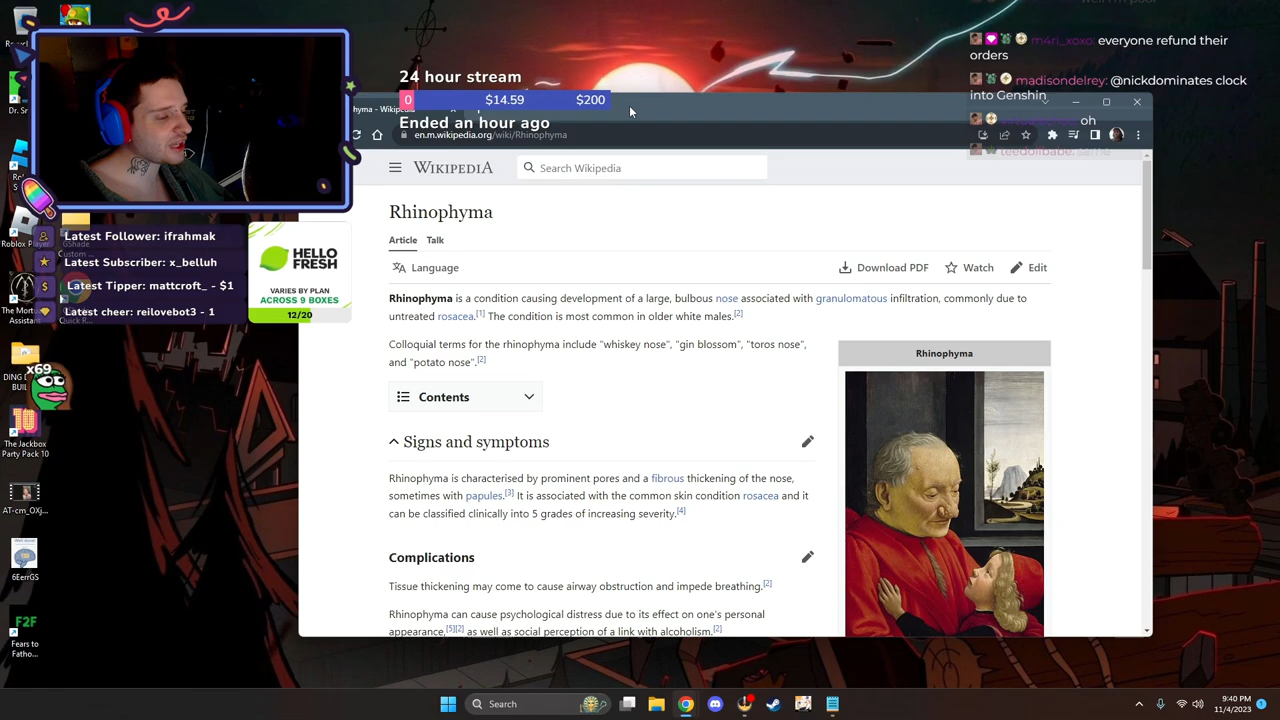 24 hour stream
0 $14.59 $200
Ended an hour ago
en.m.wikipedia.org/wiki/Rhinophyma
m4ri_xoxo: everyone refund their
orders
madisondelrey: @nickdominates clock
into Genshin
oh
teedollbabe: same
WIKIPEDIA
Search Wikipedia
Rhinophyma
Article Talk
Language
Download PDF
Watch
Edit
Rhinophyma is a condition causing development of a large, bulbous nose associated with granulomatous infiltration, commonly due to
untreated rosacea.[1] The condition is most common in older white males.[2]
Colloquial terms for the rhinophyma include "whiskey nose", "gin blossom", "toros nose",
and "potato nose".[2]
Contents
Signs and symptoms
Rhinophyma is characterised by prominent pores and a fibrous thickening of the nose,
sometimes with papules.[3] It is associated with the common skin condition rosacea and it
can be classified clinically into 5 grades of increasing severity.[4]
Complications
Tissue thickening may come to cause airway obstruction and impede breathing.[2]
Rhinophyma can cause psychological distress due to its effect on one's personal
appearance,[5][2] as well as social perception of a link with alcoholism.[2]
Rhinophyma
Latest Follower: ifrahmak
Latest Subscriber: x_belluh
Latest Tipper: mattcroft_ - $1
Latest cheer: reilovebot3 - 1
HELLO
FRESH
VARIES BY PLAN
ACROSS 9 BOXES
12/20
Roblox Player
x69
The Jackbox
Party Pack 10
AT-cm_OXj...
6EerrGS
F2F
Fears to
Fatho...
Search
9:40 PM
11/4/2023